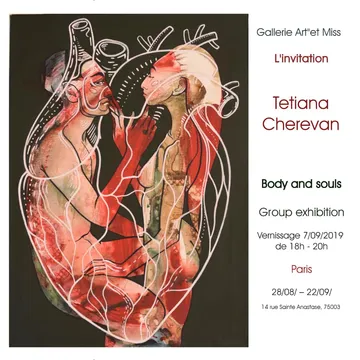 Gallerie Art'et Miss
L'invitation
Tetiana
Cherevan
Body and souls
Group exhibition
Vernissage 7/09/2019
de 18h - 20h
Paris
28/08/ – 22/09/
14 rue Sainte Anastase, 75003